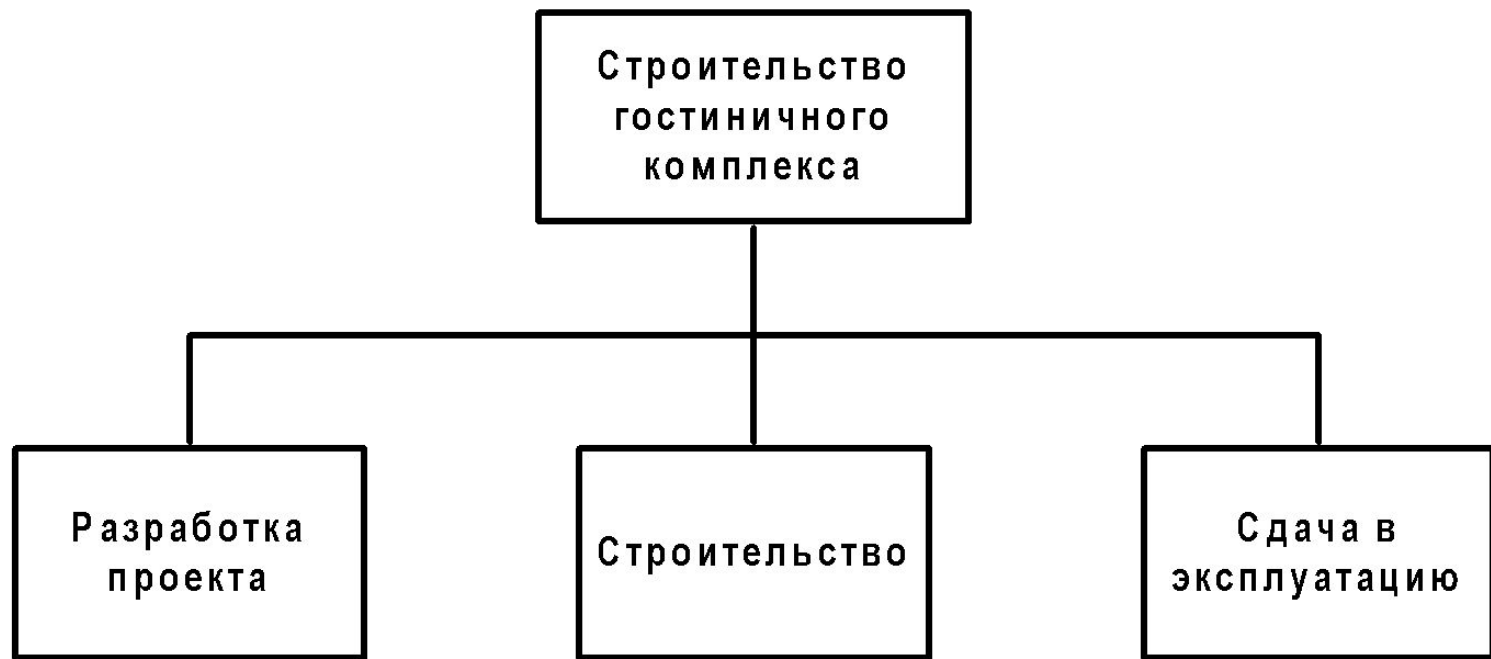 Строительство
гостиничного
комплекса
Разработка
проекта
Строительство
Сдача в
эксплуатацию